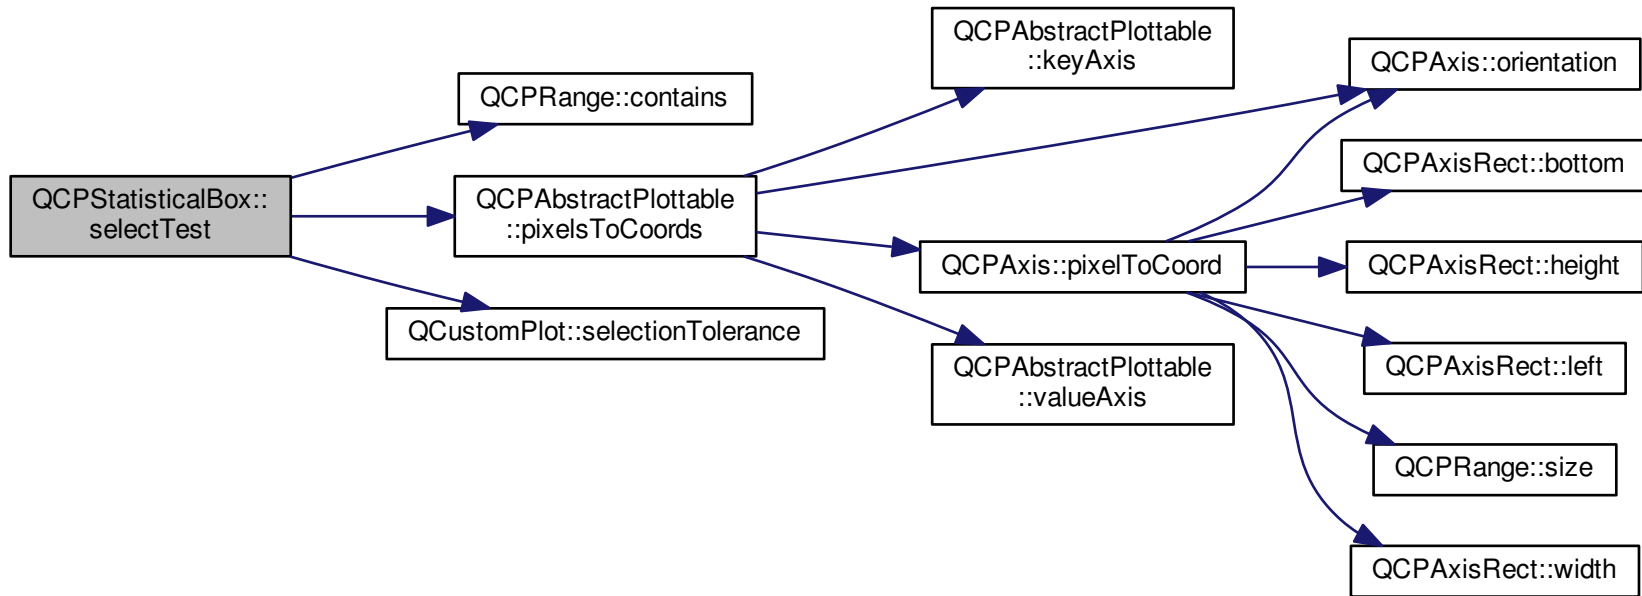 QCPStatisticalBox::
selectTest
QCPRange::contains
QCPAbstractPlottable
::pixelsToCoords
QCustomPlot::selectionTolerance
QCPAbstractPlottable
::keyAxis
QCPAxis::pixelToCoord
QCPAbstractPlottable
::valueAxis
QCPAxis::orientation
QCPAxisRect::bottom
QCPAxisRect::height
QCPAxisRect::left
QCPRange::size
QCPAxisRect::width